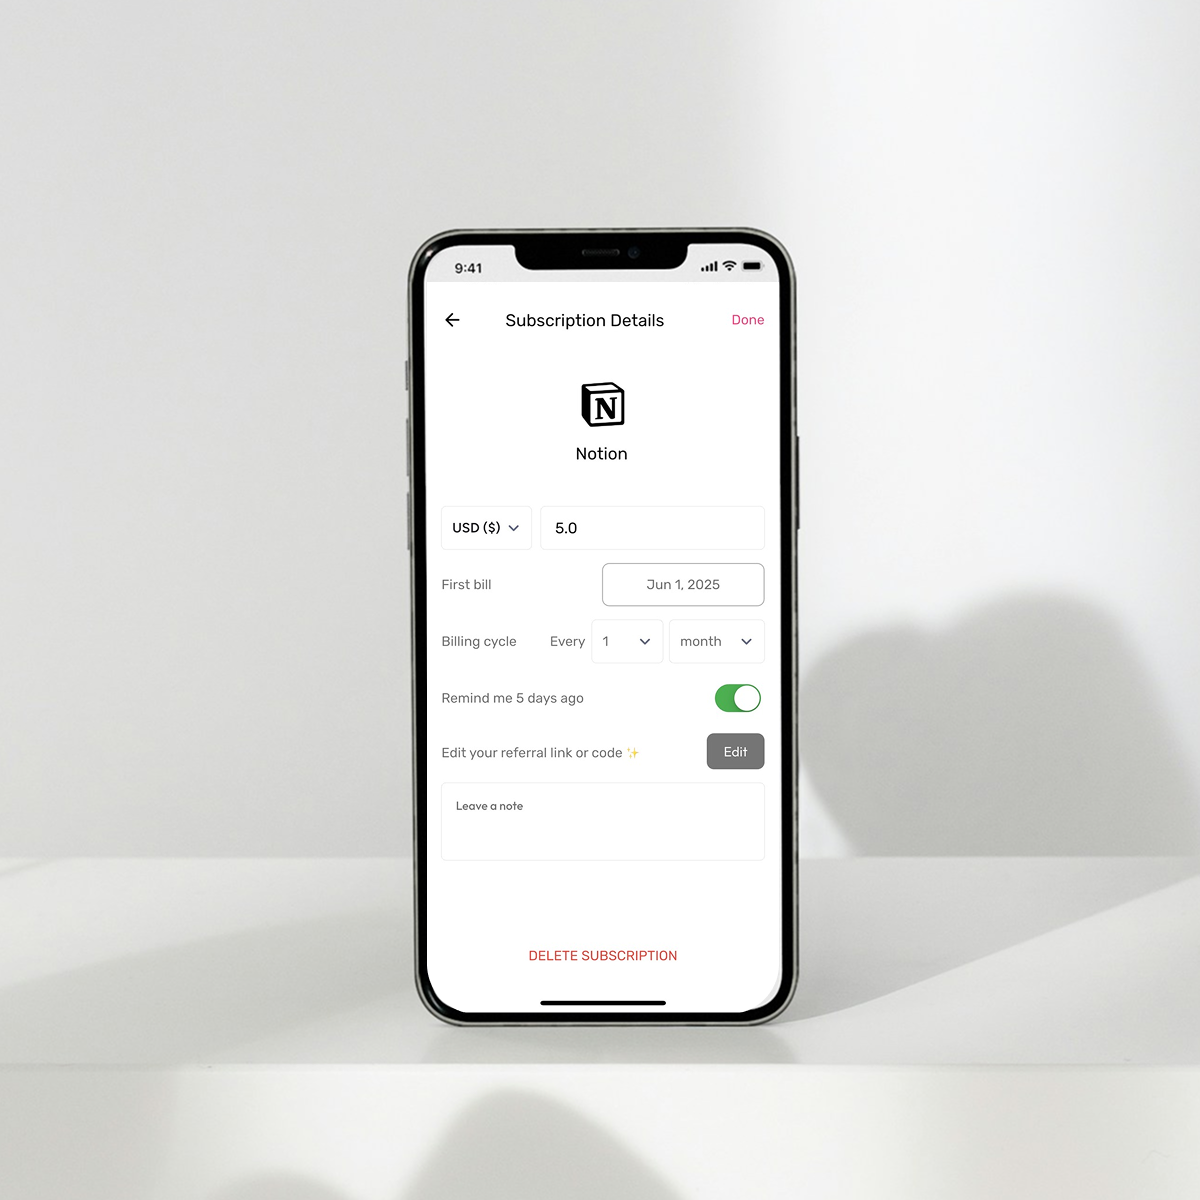 9:41
Subscription Details
Done
N
Notion
USD ($)
5.0
First bill
Jun 1, 2025
Billing cycle
Every
1
month
Remind me 5 days ago
Edit your referral link or code ✨
Edit
Leave a note
DELETE SUBSCRIPTION